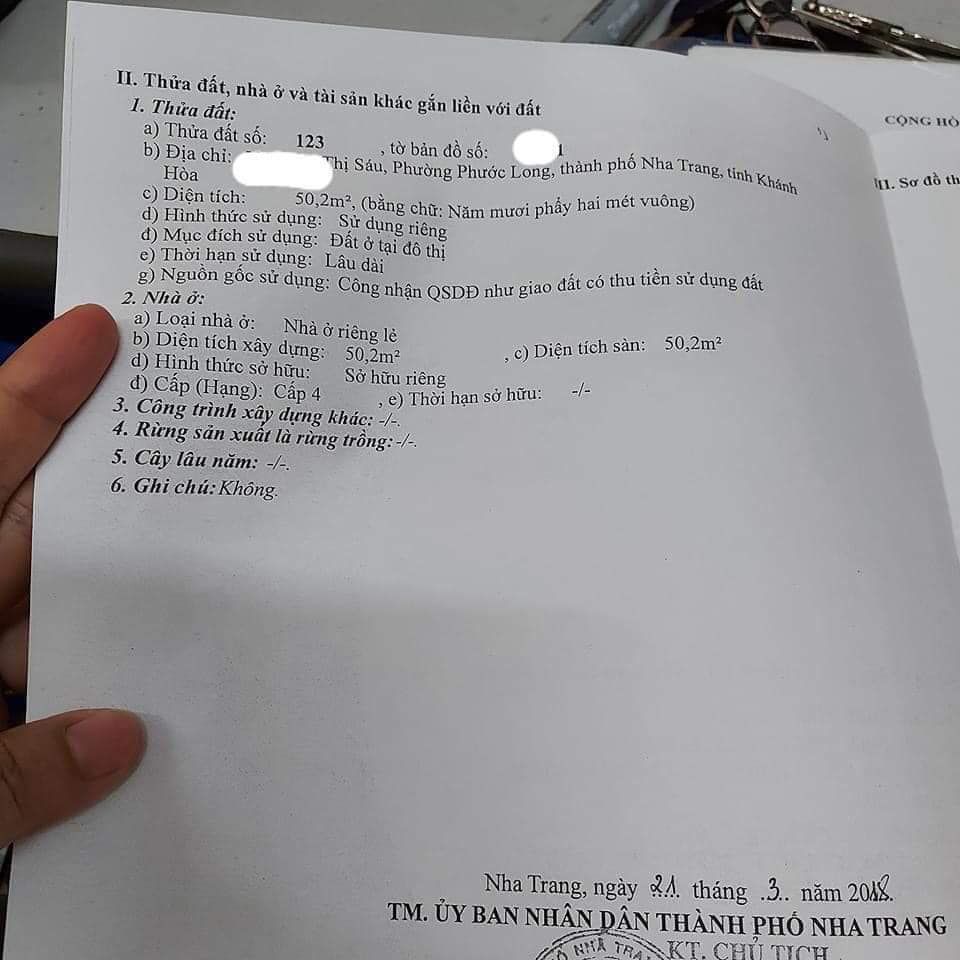 II. Thửa đất, nhà ở và tài sản khác gắn liền với đất
1. Thửa đất:
a) Thửa đất số: 123 , tờ bản đồ số: 1
b) Địa chỉ: Thị Sáu, Phường Phước Long, thành phố Nha Trang, tỉnh Khánh
Hòa
c) Diện tích: 50,2m², (bằng chữ: Năm mươi phẩy hai mét vuông)
d) Hình thức sử dụng: Sử dụng riêng
đ) Mục đích sử dụng: Đất ở tại đô thị
e) Thời hạn sử dụng: Lâu dài
g) Nguồn gốc sử dụng: Công nhận QSDĐ như giao đất có thu tiền sử dụng đất
2. Nhà ở:
a) Loại nhà ở: Nhà ở riêng lẻ
b) Diện tích xây dựng: 50,2m² , c) Diện tích sàn: 50,2m²
d) Hình thức sở hữu: Sở hữu riêng
đ) Cấp (Hạng): Cấp 4 , e) Thời hạn sở hữu: -/-
3. Công trình xây dựng khác: -/-.
4. Rừng sản xuất là rừng trồng: -/-.
5. Cây lâu năm: -/-.
6. Ghi chú: Không.
Nha Trang, ngày 21. tháng .3.. năm 2018.
TM. ỦY BAN NHÂN DÂN THÀNH PHỐ NHA TRANG
KT. CHỦ TỊCH
NHA TRA
CỘNG HÒ
II. Sơ đồ th